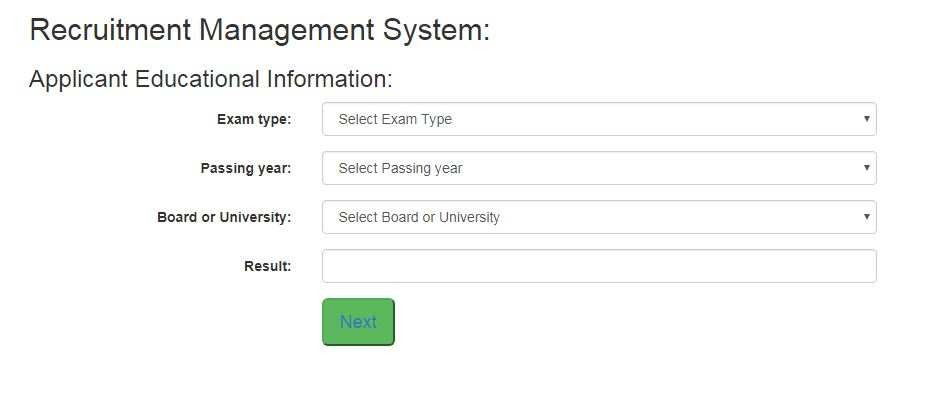 Recruitment Management System:
Applicant Educational Information:
Exam type: Select Exam Type
Passing year: Select Passing year
Board or University: Select Board or University
Result:
Next